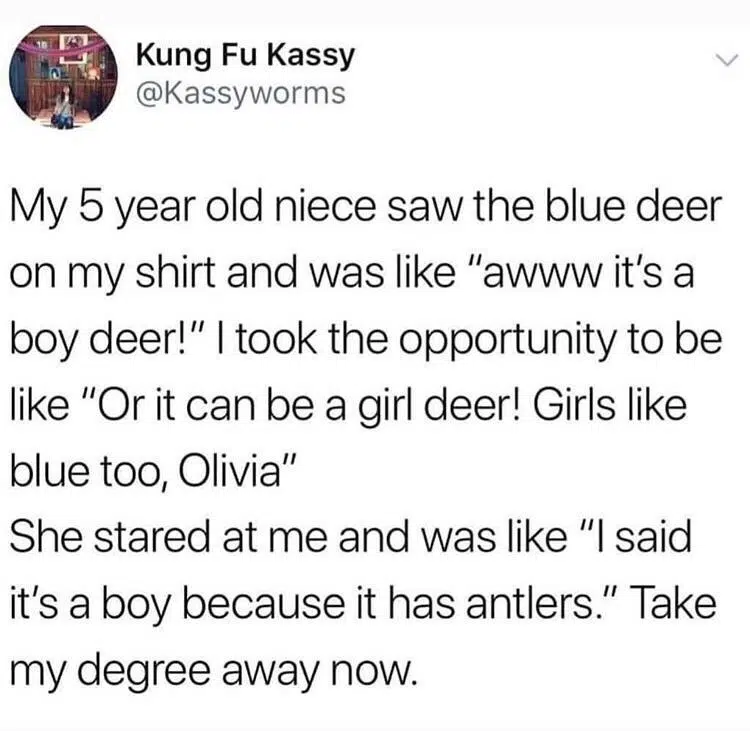 Kung Fu Kassy
@Kassyworms
My 5 year old niece saw the blue deer
on my shirt and was like "awww it's a
boy deer!" I took the opportunity to be
like "Or it can be a girl deer! Girls like
blue too, Olivia"
She stared at me and was like "I said
it's a boy because it has antlers." Take
my degree away now.